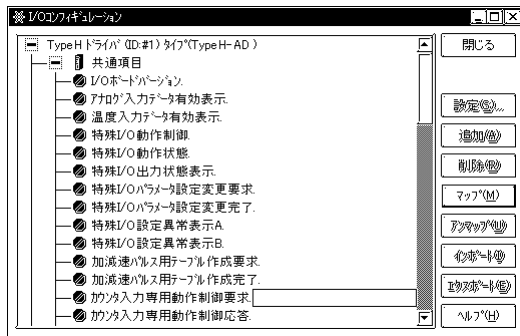 I/Oｺﾝﾌｨｷﾞｭﾚｰｼｮﾝ
TypeHﾄﾞﾗｲﾊﾞ (ID:#1) ﾀｲﾌﾟ(TypeH-AD )
共通項目
I/Oﾎﾞｰﾄﾞﾊﾞｰｼﾞｮﾝ.
ｱﾅﾛｸﾞ入力ﾃﾞｰﾀ有効表示.
温度入力ﾃﾞｰﾀ有効表示.
特殊I/O動作制御.
特殊I/O動作状態.
特殊I/O出力状態表示.
特殊I/Oﾊﾟﾗﾒｰﾀ設定変更要求.
特殊I/Oﾊﾟﾗﾒｰﾀ設定変更完了.
特殊I/O設定異常表示A.
特殊I/O設定異常表示B.
加減速ﾊﾟﾙｽ用ﾃｰﾌﾞﾙ作成要求.
加減速ﾊﾟﾙｽ用ﾃｰﾌﾞﾙ作成完了.
ｶｳﾝﾀ入力専用動作制御要求.
ｶｳﾝﾀ入力専用動作制御応答.
閉じる
設定(S)...
追加(A)
削除(R)
ﾏｯﾌﾟ(M)
ｱﾝﾏｯﾌﾟ(U)
ｲﾝﾎﾟｰﾄ(I)
ｴｸｽﾎﾟｰﾄ(E)
ﾍﾙﾌﾟ(H)